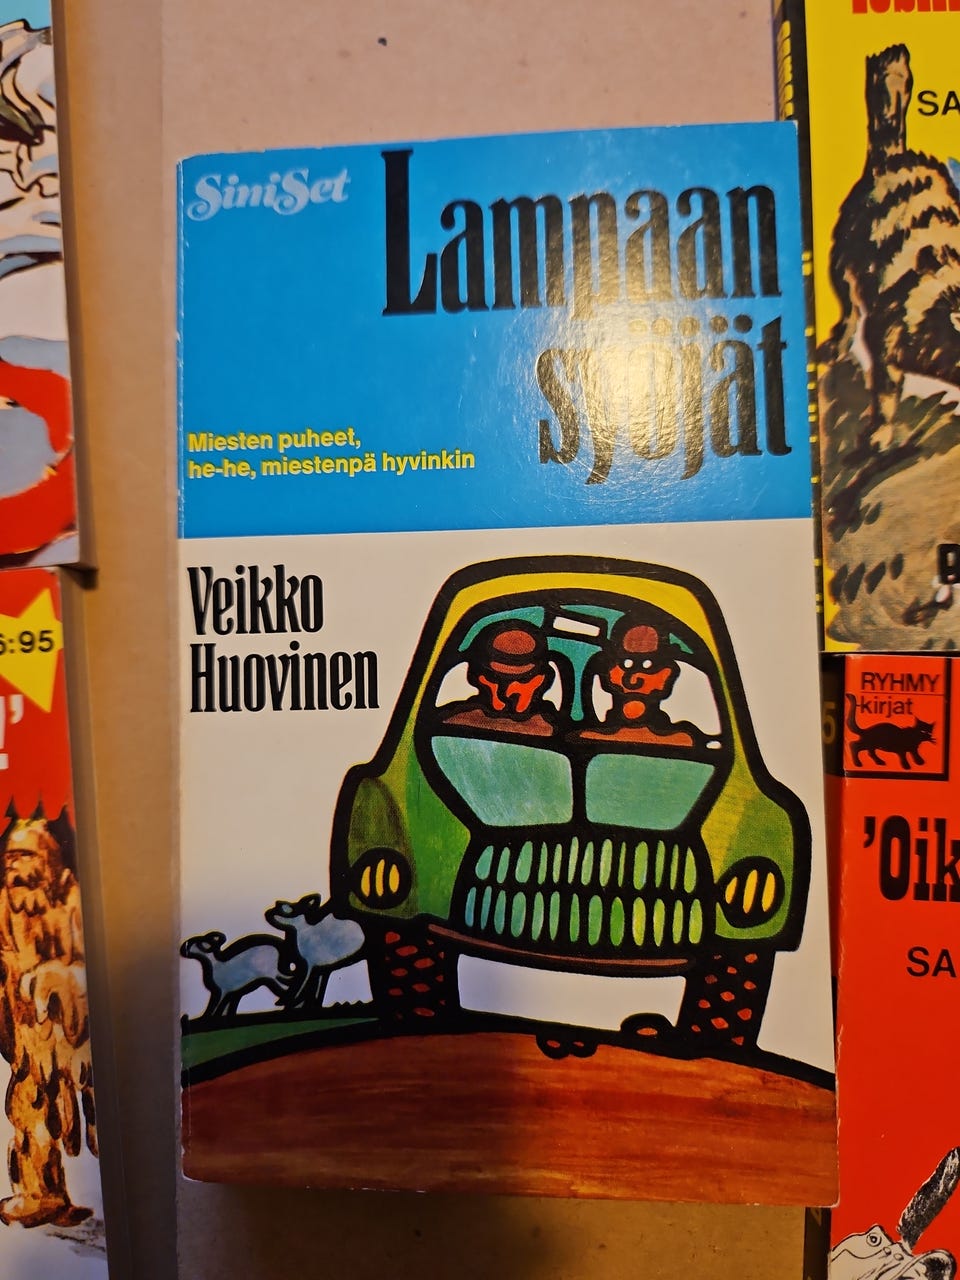 SiniSet
Lampaan
syöjät
Miesten puheet,
he-he, miestenpä hyvinkin
Veikko
Huovinen
SA
6:95
!'
RYHMY
kirjat
'Oik
SA